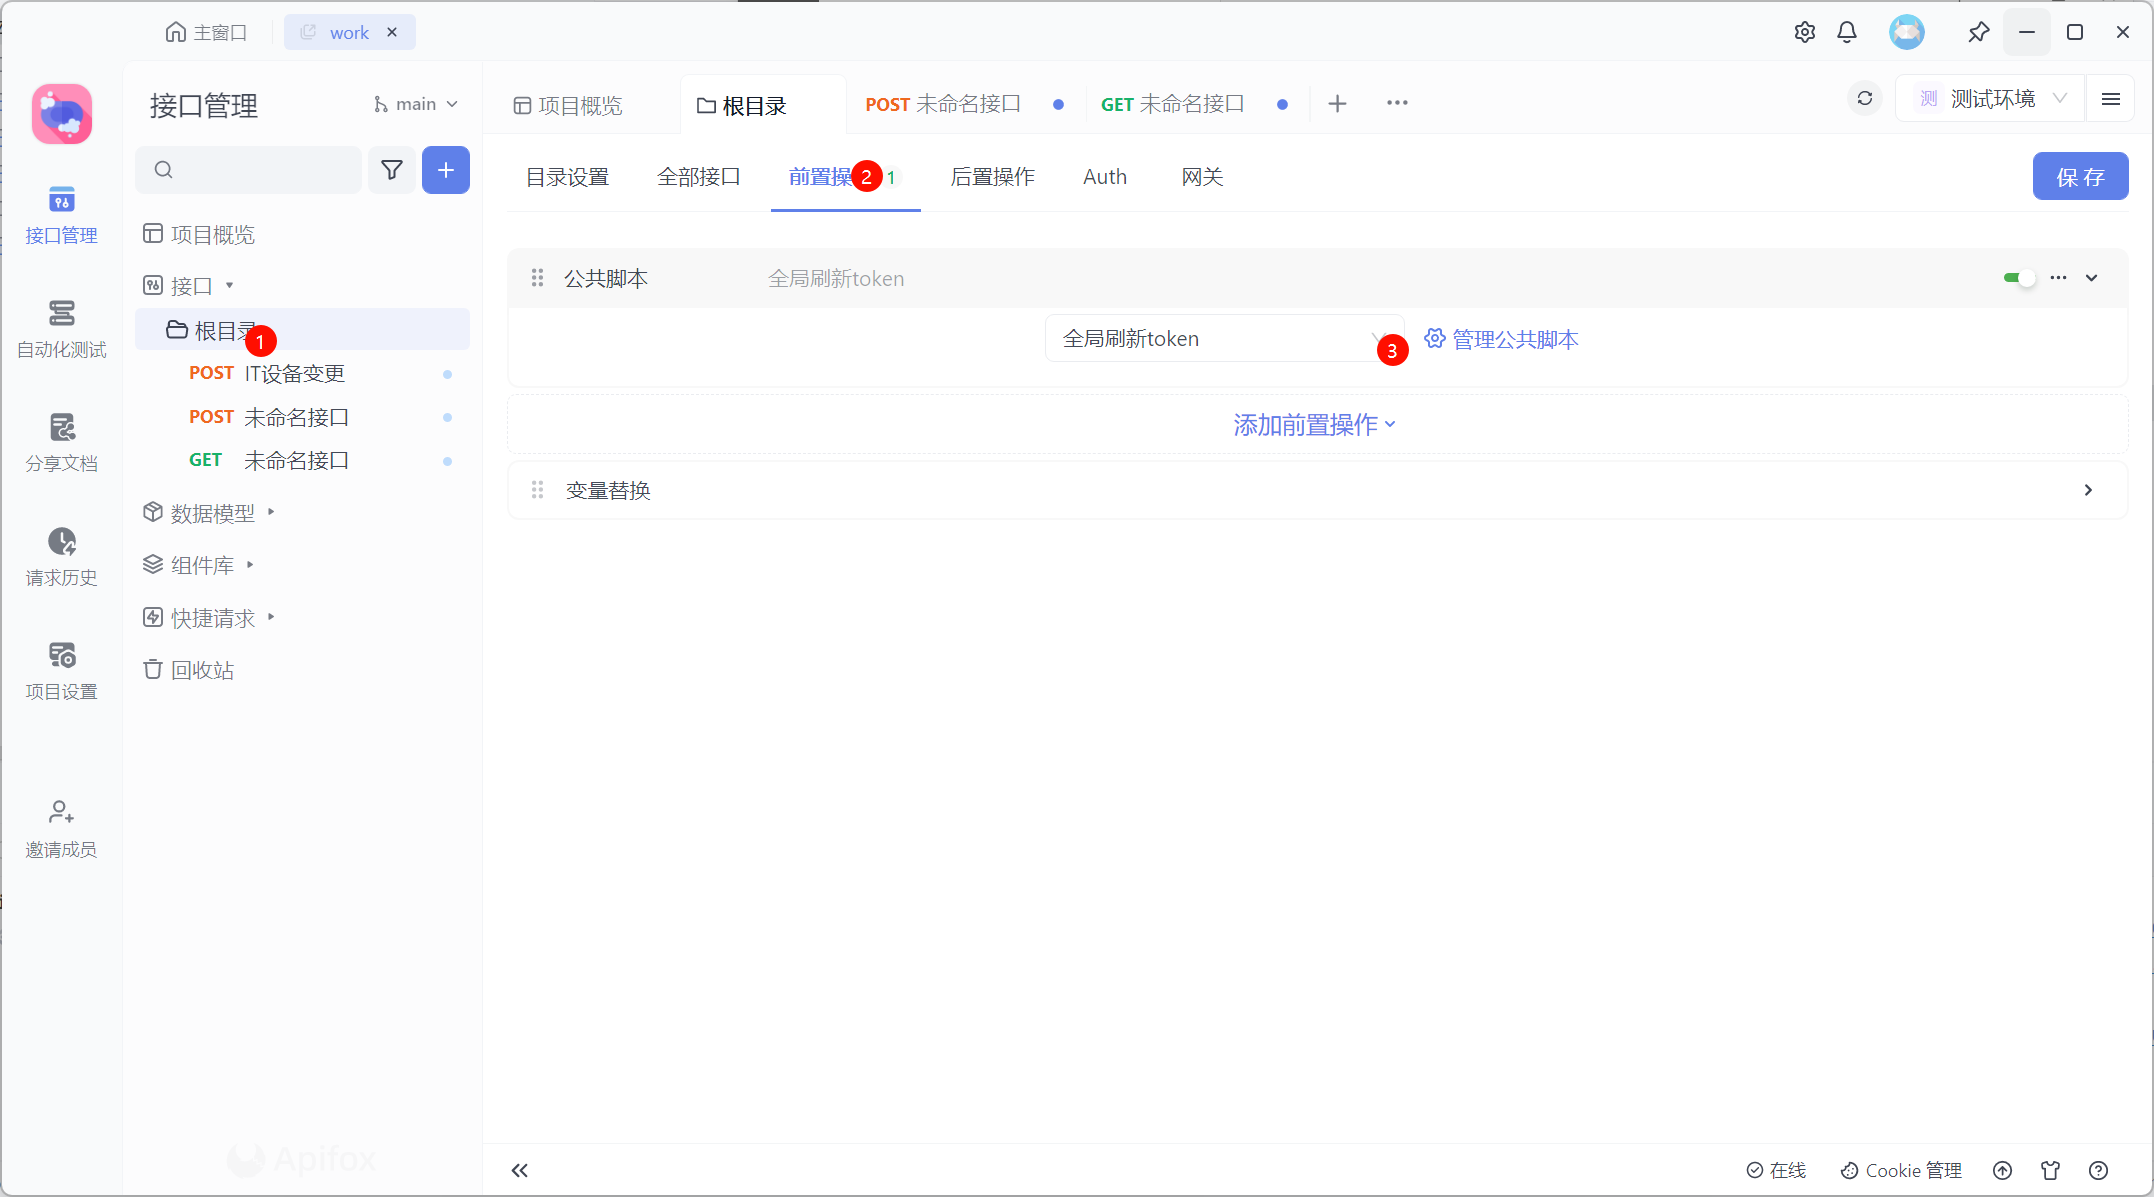 主窗口
work
接口管理
main
项目概览
根目录
POST 未命名接口
GET 未命名接口
测 测试环境
目录设置
全部接口
前置操
2
1
后置操作
Auth
网关
保存
接口管理
自动化测试
分享文档
请求历史
项目设置
邀请成员
项目概览
接口
根目录
1
POST IT设备变更
POST 未命名接口
GET 未命名接口
数据模型
组件库
快捷请求
回收站
公共脚本
全局刷新token
全局刷新token
3
管理公共脚本
添加前置操作
变量替换
Apifox
在线
Cookie 管理